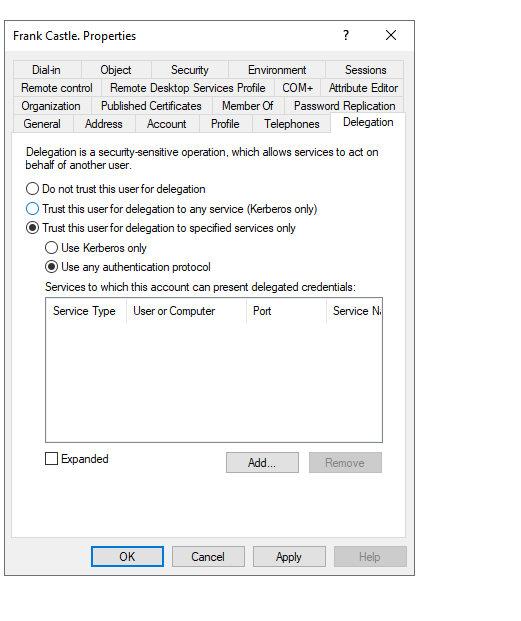 Frank Castle. Properties ?
Dial-in Object Security Environment Sessions
Remote control Remote Desktop Services Profile COM+ Attribute Editor
Organization Published Certificates Member Of Password Replication
General Address Account Profile Telephones Delegation
Delegation is a security-sensitive operation, which allows services to act on
behalf of another user.
Do not trust this user for delegation
Trust this user for delegation to any service (Kerberos only)
Trust this user for delegation to specified services only
Use Kerberos only
Use any authentication protocol
Services to which this account can present delegated credentials:
Service Type User or Computer Port Service
Expanded
Add... Remove
OK Cancel Apply Help